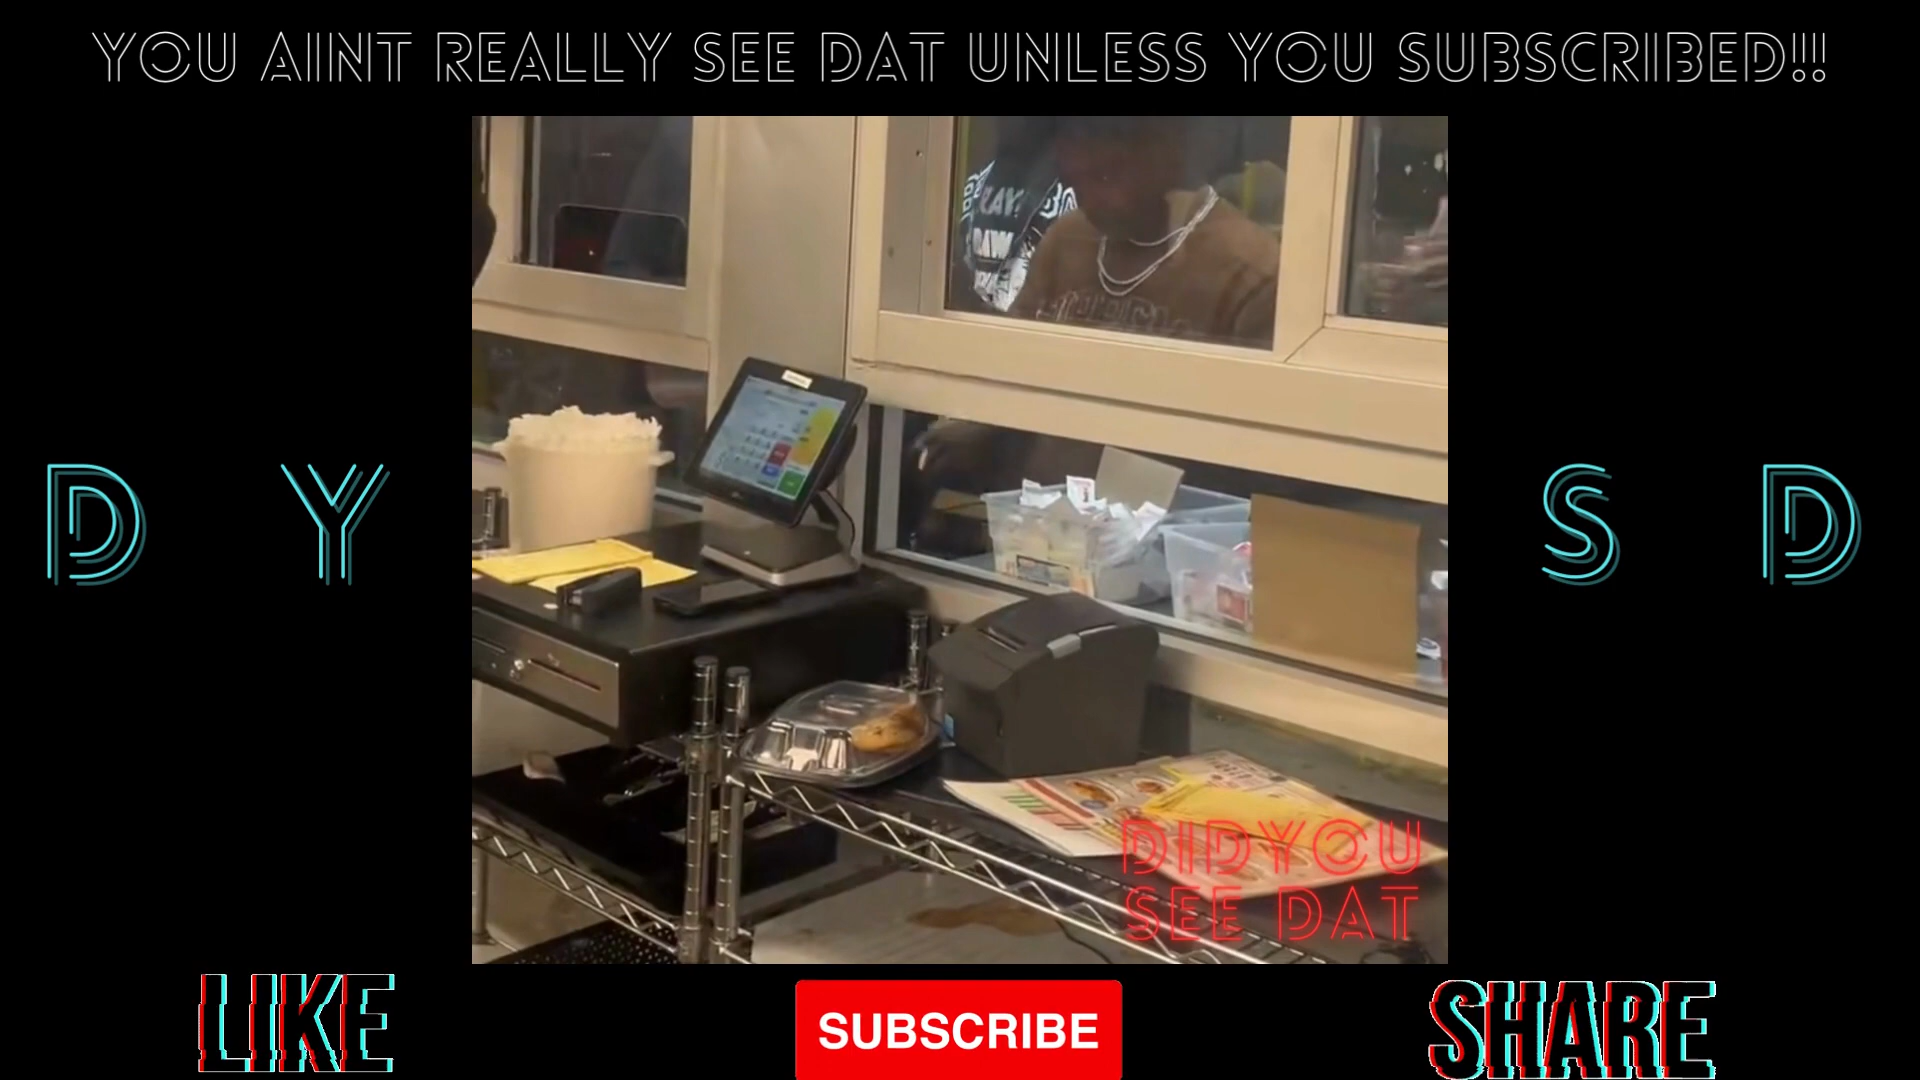 YOU AINT REALLY SEE DAT UNLESS YOU SUBSCRIBED!!!
D Y S D
DIDYOU
SEE DAT
LIKE
SUBSCRIBE
SHARE